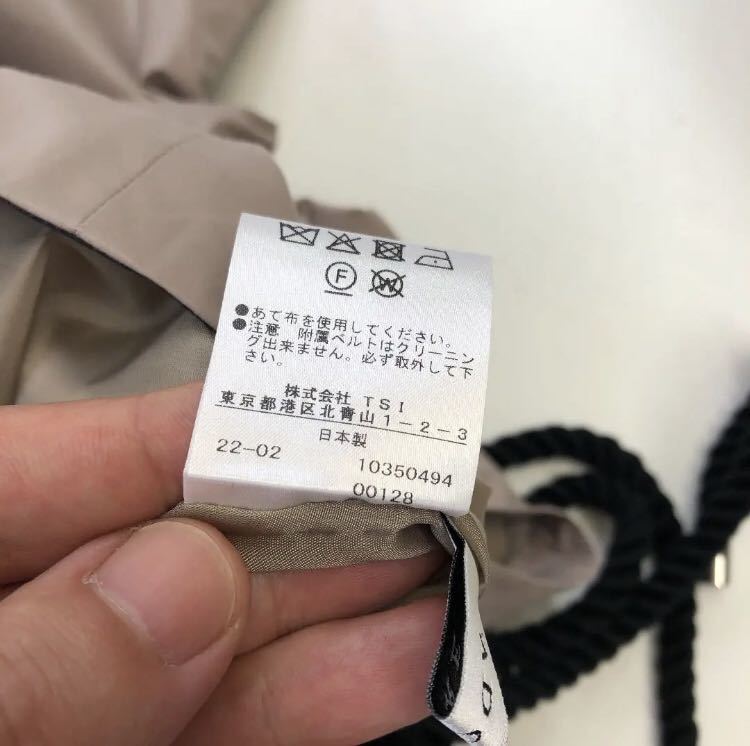 F
W
●あて布を使用してください。
●注意 附属ベルトはクリーニン
グ出来ません。必ず取外して下
さい。
株式会社 TSI
東京都港区北青山1-2-3
日本製
22-02
10350494
00128